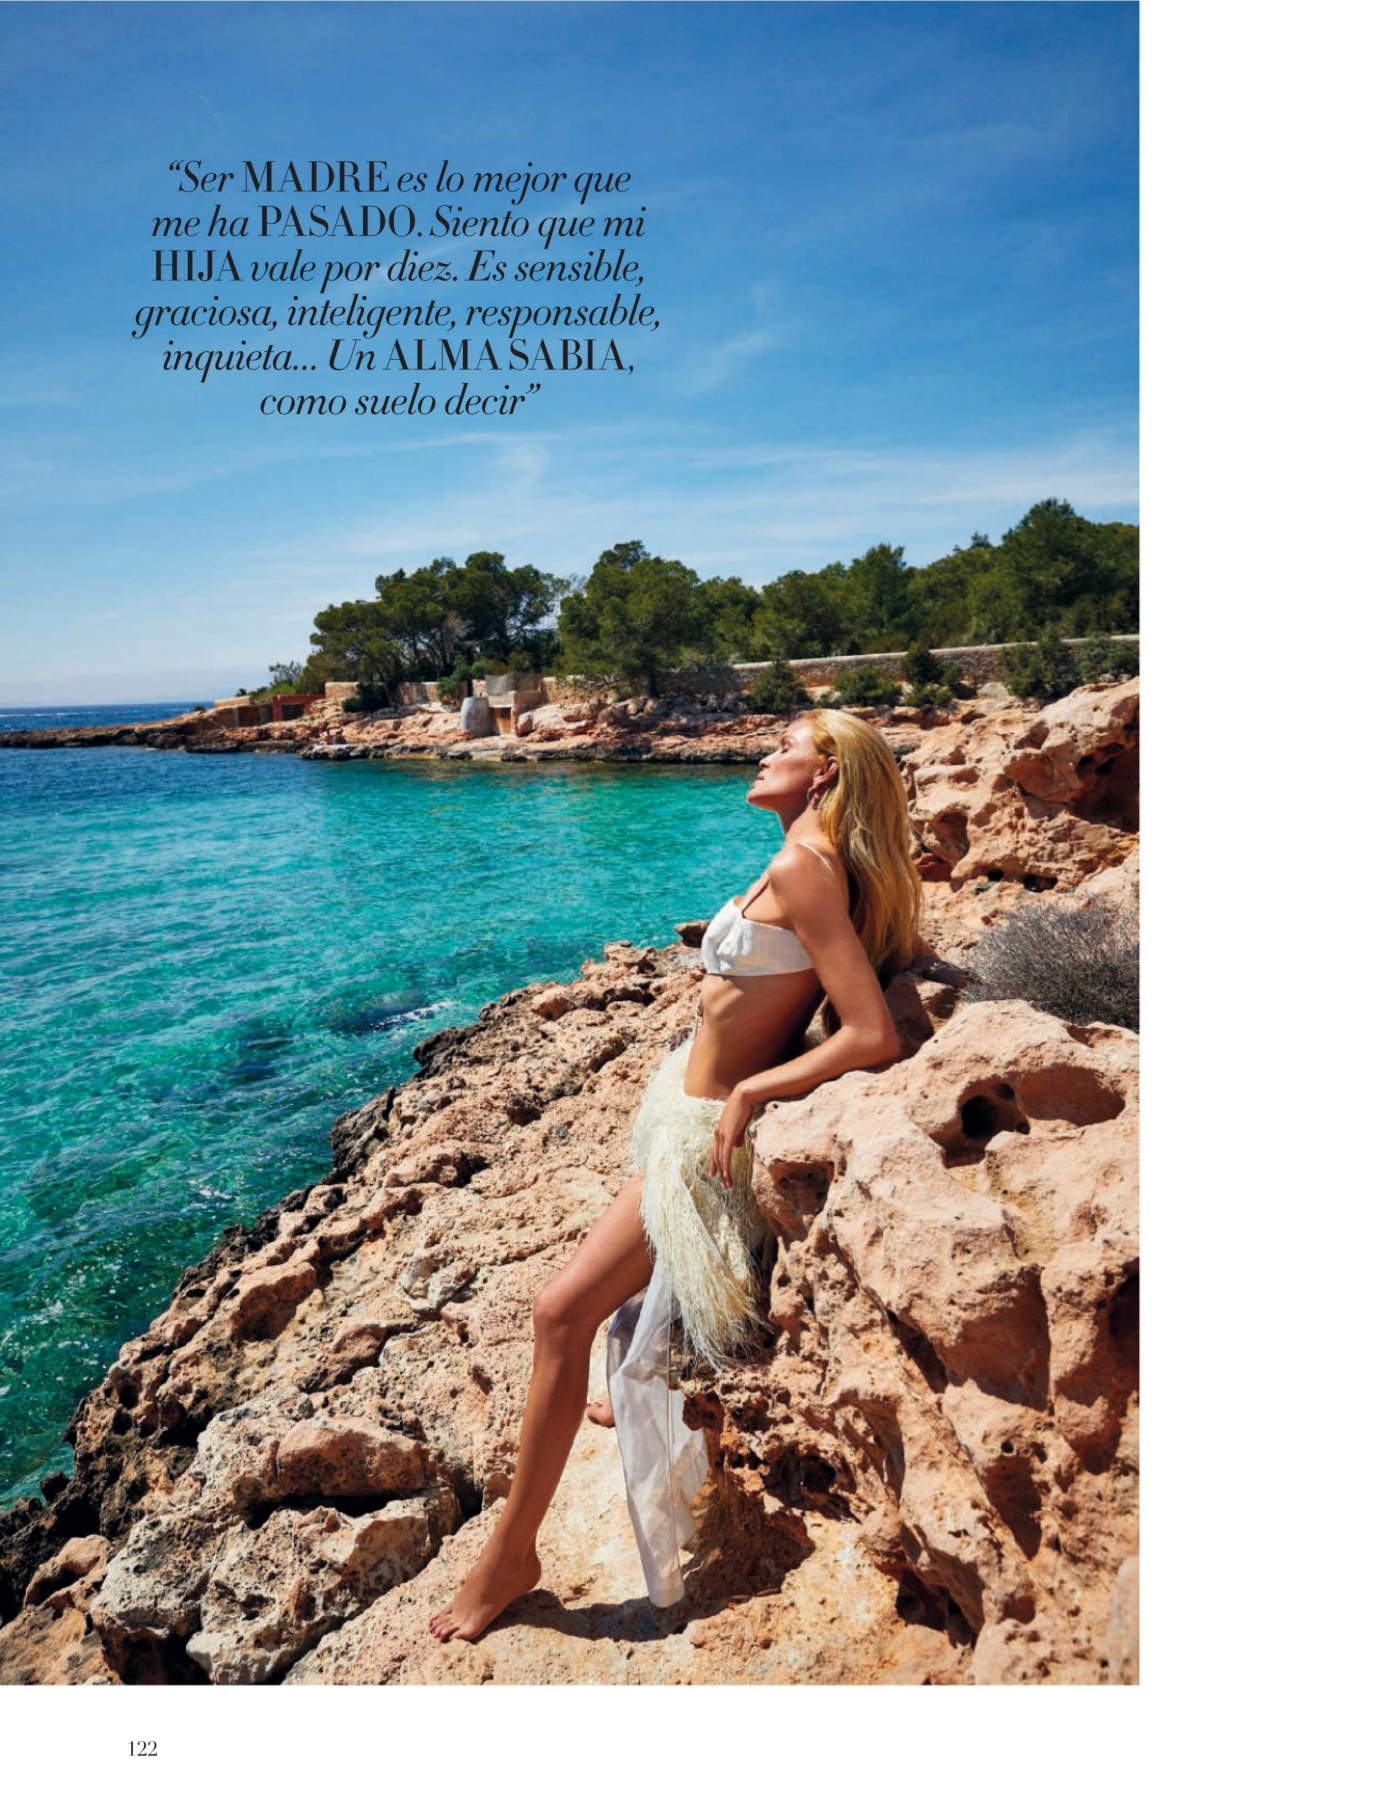 “Ser MADRE es lo mejor que
me ha PASADO. Siento que mi
HIJA vale por diez. Es sensible,
graciosa, inteligente, responsable,
inquieta... Un ALMA SABIA,
como suelo decir”
122